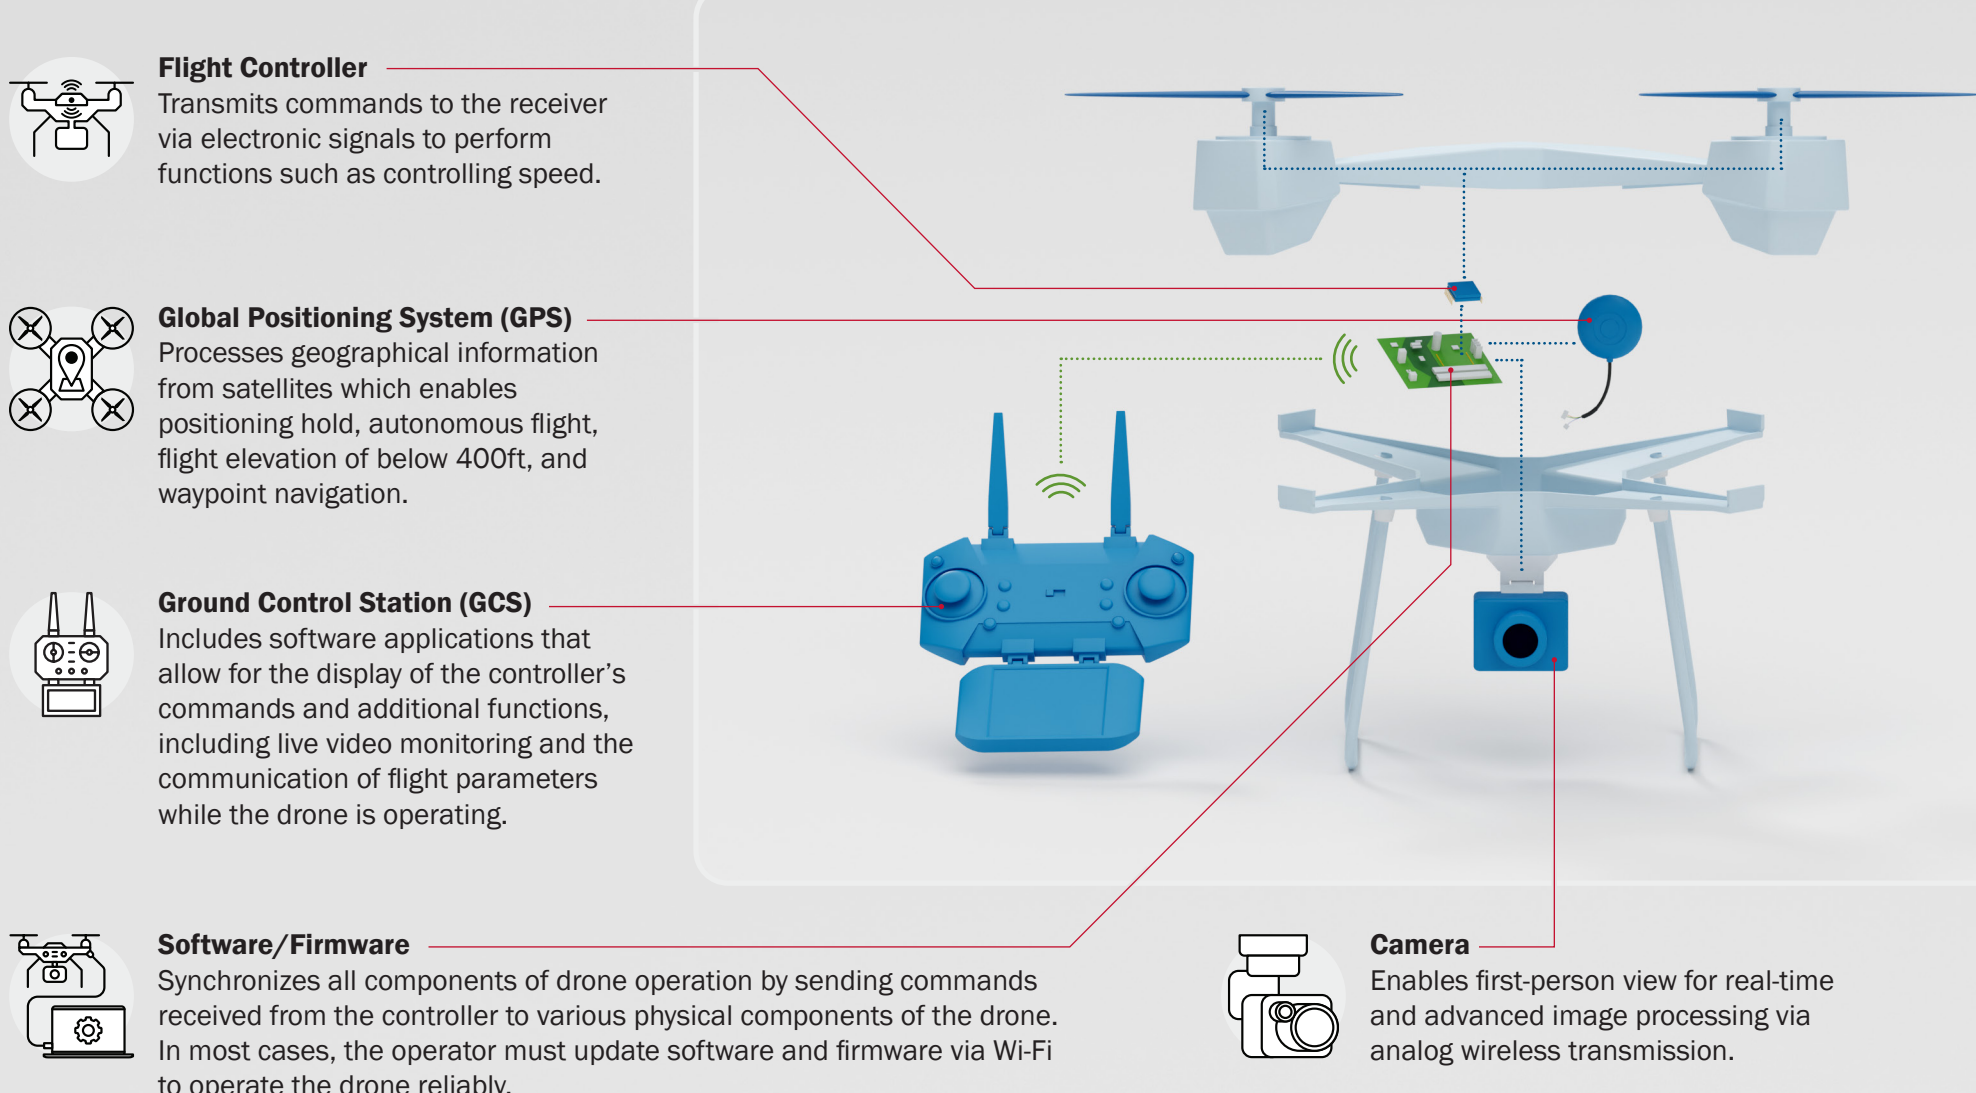 Flight Controller
Transmits commands to the receiver
via electronic signals to perform
functions such as controlling speed.
Global Positioning System (GPS)
Processes geographical information
from satellites which enables
positioning hold, autonomous flight,
flight elevation of below 400ft, and
waypoint navigation.
Ground Control Station (GCS)
Includes software applications that
allow for the display of the controller’s
commands and additional functions,
including live video monitoring and the
communication of flight parameters
while the drone is operating.
Software/Firmware
Synchronizes all components of drone operation by sending commands
received from the controller to various physical components of the drone.
In most cases, the operator must update software and firmware via Wi-Fi
to operate the drone reliably.
Camera
Enables first-person view for real-time
and advanced image processing via
analog wireless transmission.